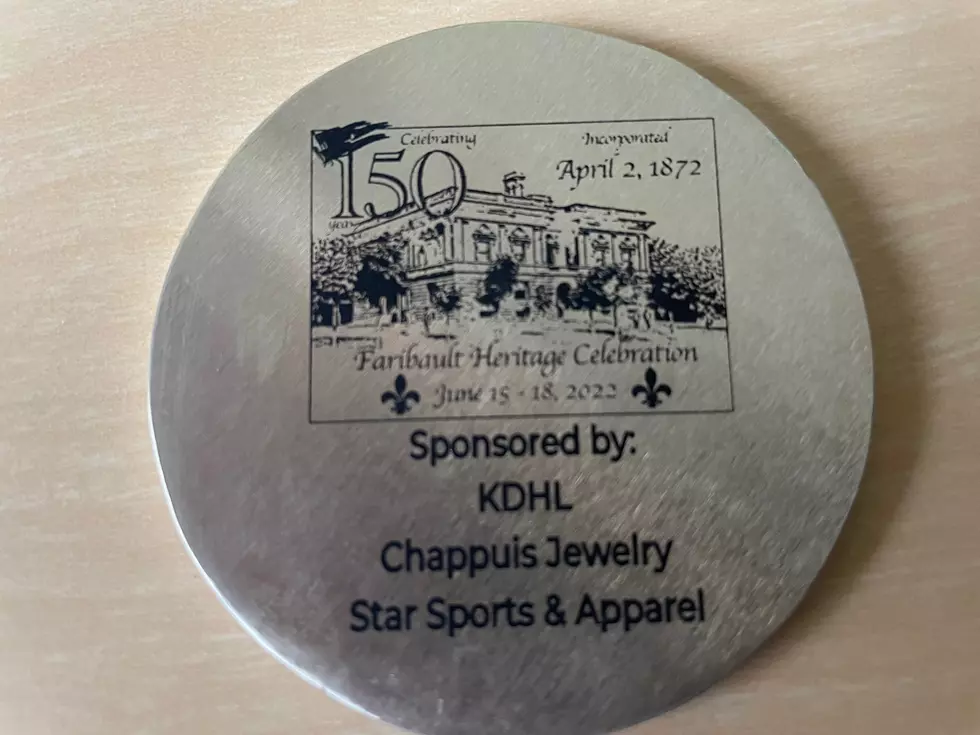 Celebrating
150
years
Incorporated
April 2, 1872
Faribault Heritage Celebration
June 15 - 18, 2022
Sponsored by:
KDHL
Chappuis Jewelry
Star Sports & Apparel